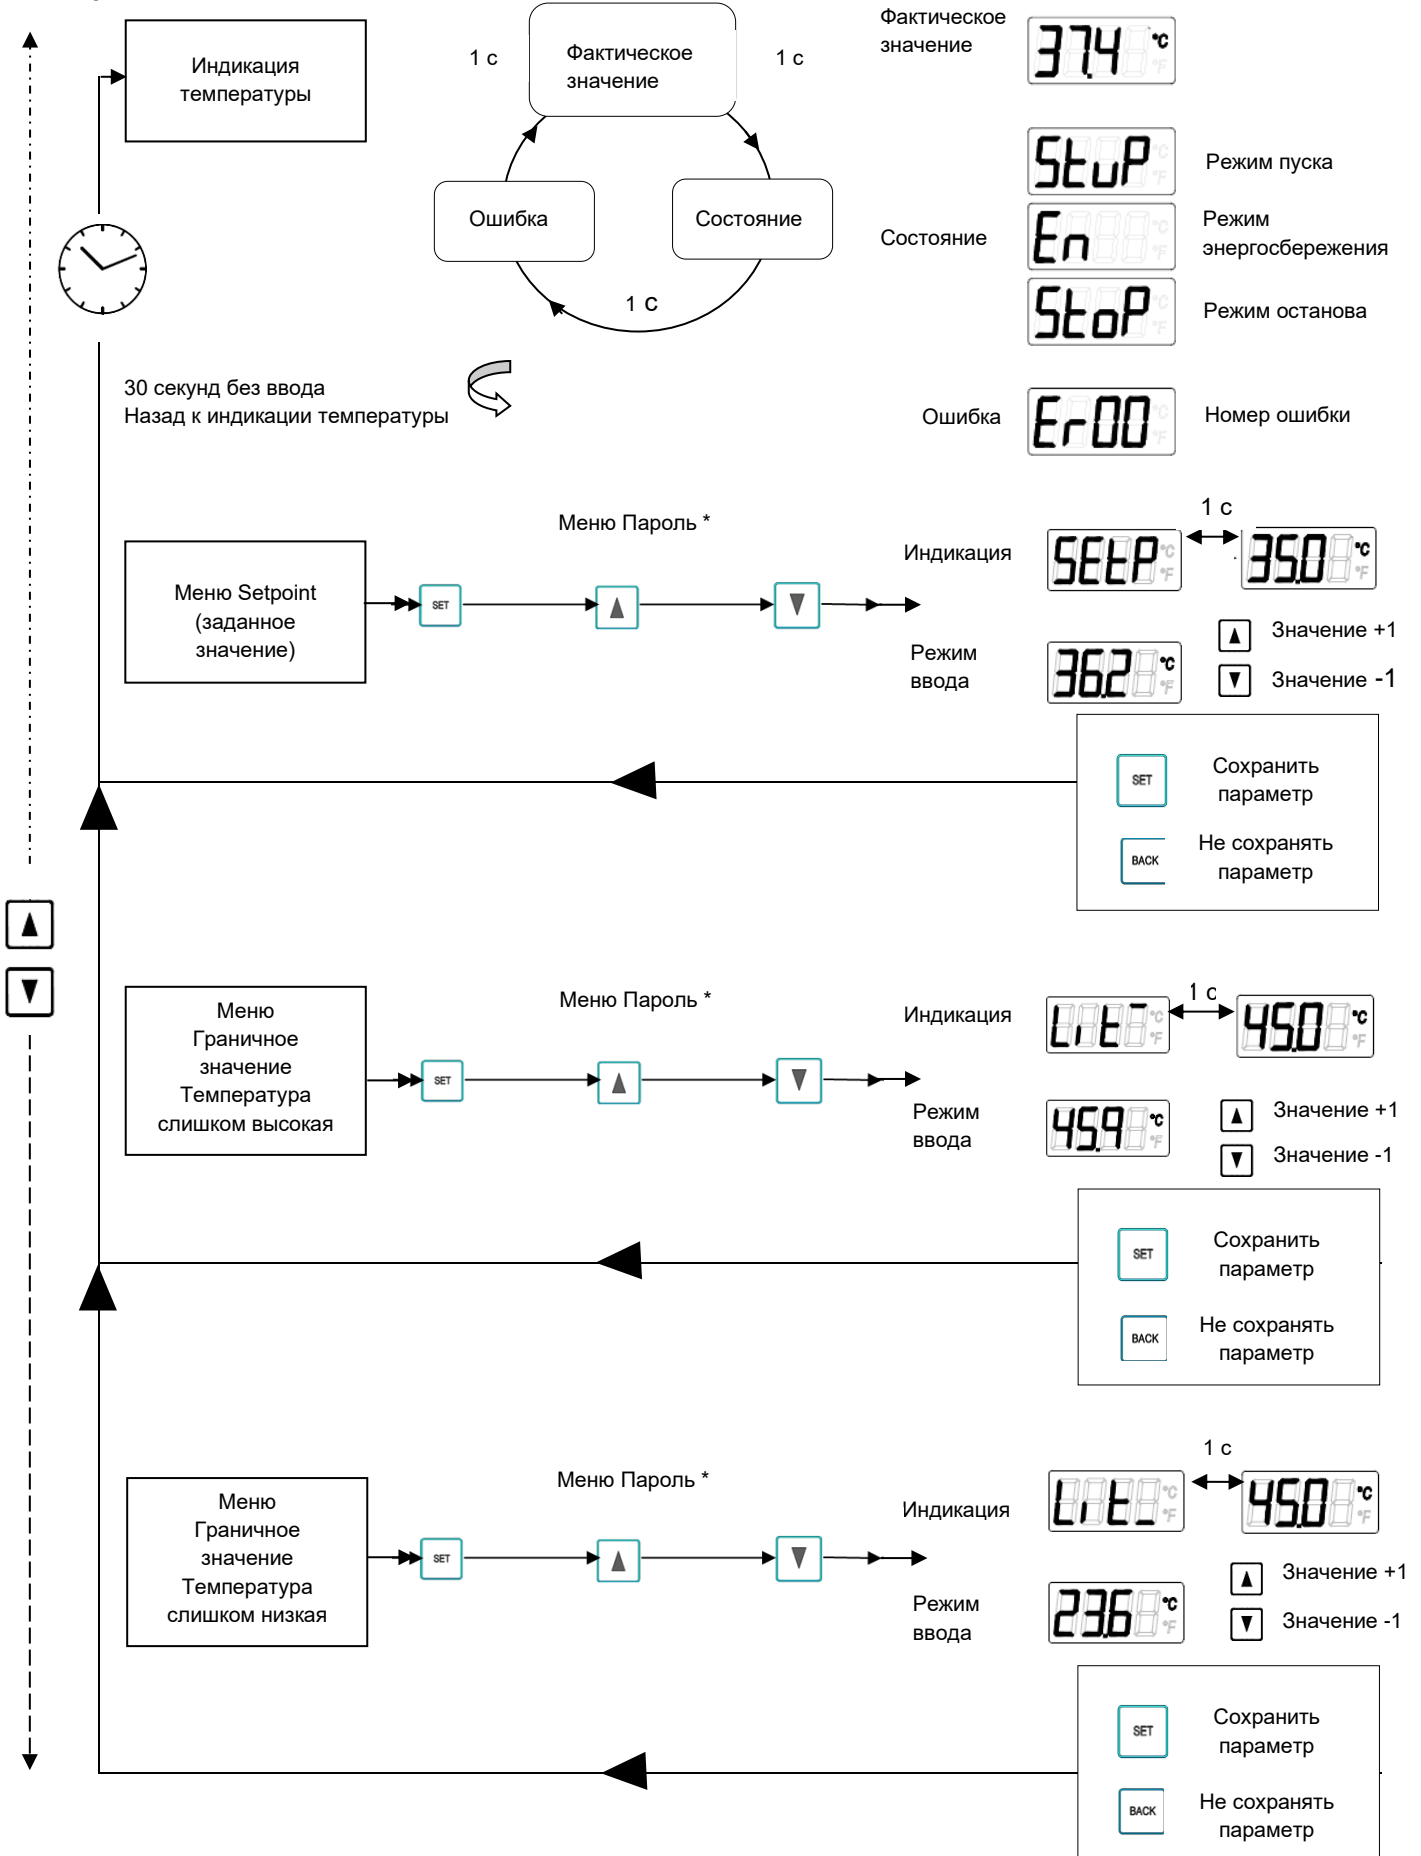 Индикация
температуры
1 с
Фактическое
значение
1 с
Ошибка
Состояние
1 с
Фактическое
значение
37.4 °C °F
Состояние
StuP °C °F
Режим пуска
En
Режим
энергосбережения
StoP °C °F
Режим останова
Ошибка
Er00 °C °F
Номер ошибки
30 секунд без ввода
Назад к индикации температуры
Меню Setpoint
(заданное
значение)
Меню Пароль *
SET
Индикация
SEtP °C °F
1 с
35.0 °C °F
Режим
ввода
36.2 °C °F
Значение +1
Значение -1
SET
Сохранить
параметр
BACK
Не сохранять
параметр
Меню
Граничное
значение
Температура
слишком высокая
Меню Пароль *
SET
Индикация
Lit¯ °C °F
1 с
45.0 °C °F
Режим
ввода
45.9 °C °F
Значение +1
Значение -1
SET
Сохранить
параметр
BACK
Не сохранять
параметр
Меню
Граничное
значение
Температура
слишком низкая
Меню Пароль *
SET
Индикация
Lit_ °C °F
1 с
45.0 °C °F
Режим
ввода
23.6 °C °F
Значение +1
Значение -1
SET
Сохранить
параметр
BACK
Не сохранять
параметр